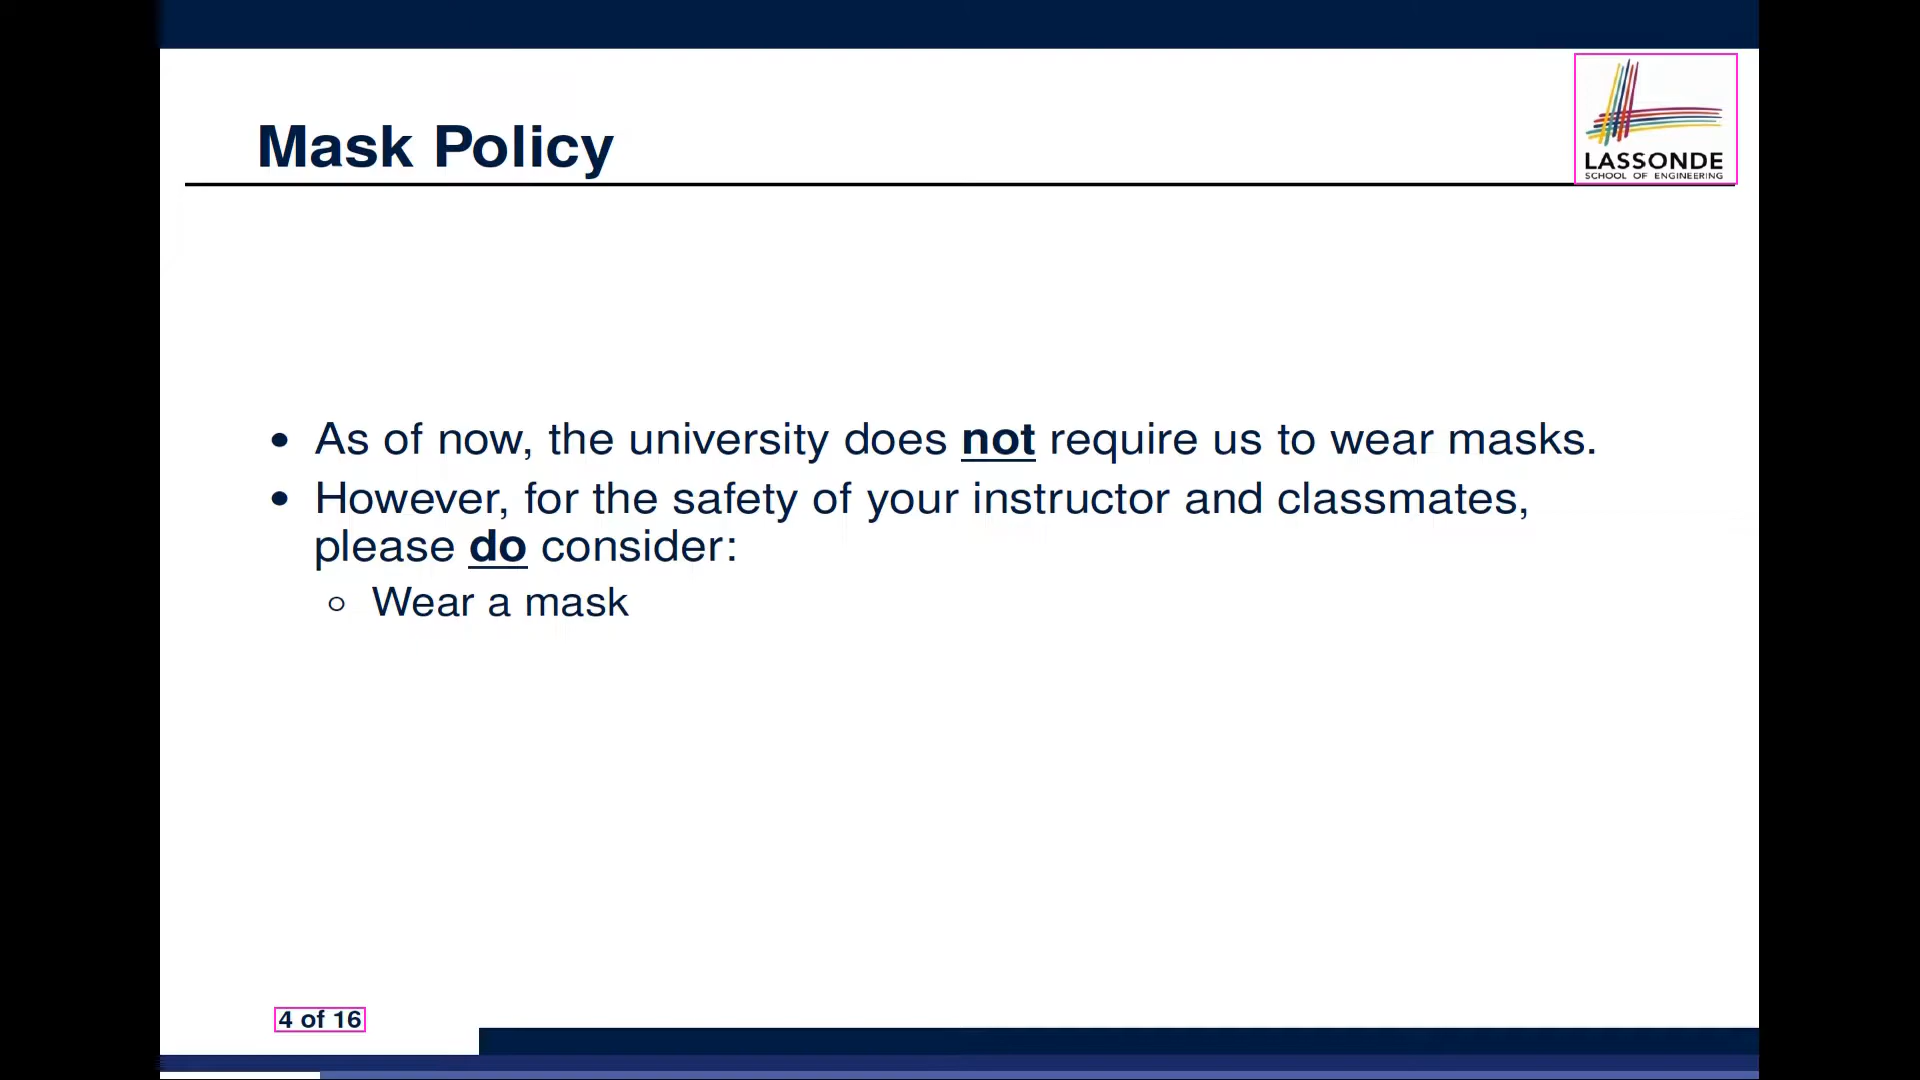 Mask Policy
LASSONDE
SCHOOL OF ENGINEERING
• As of now, the university does not require us to wear masks.
• However, for the safety of your instructor and classmates,
please do consider:
○ Wear a mask
4 of 16